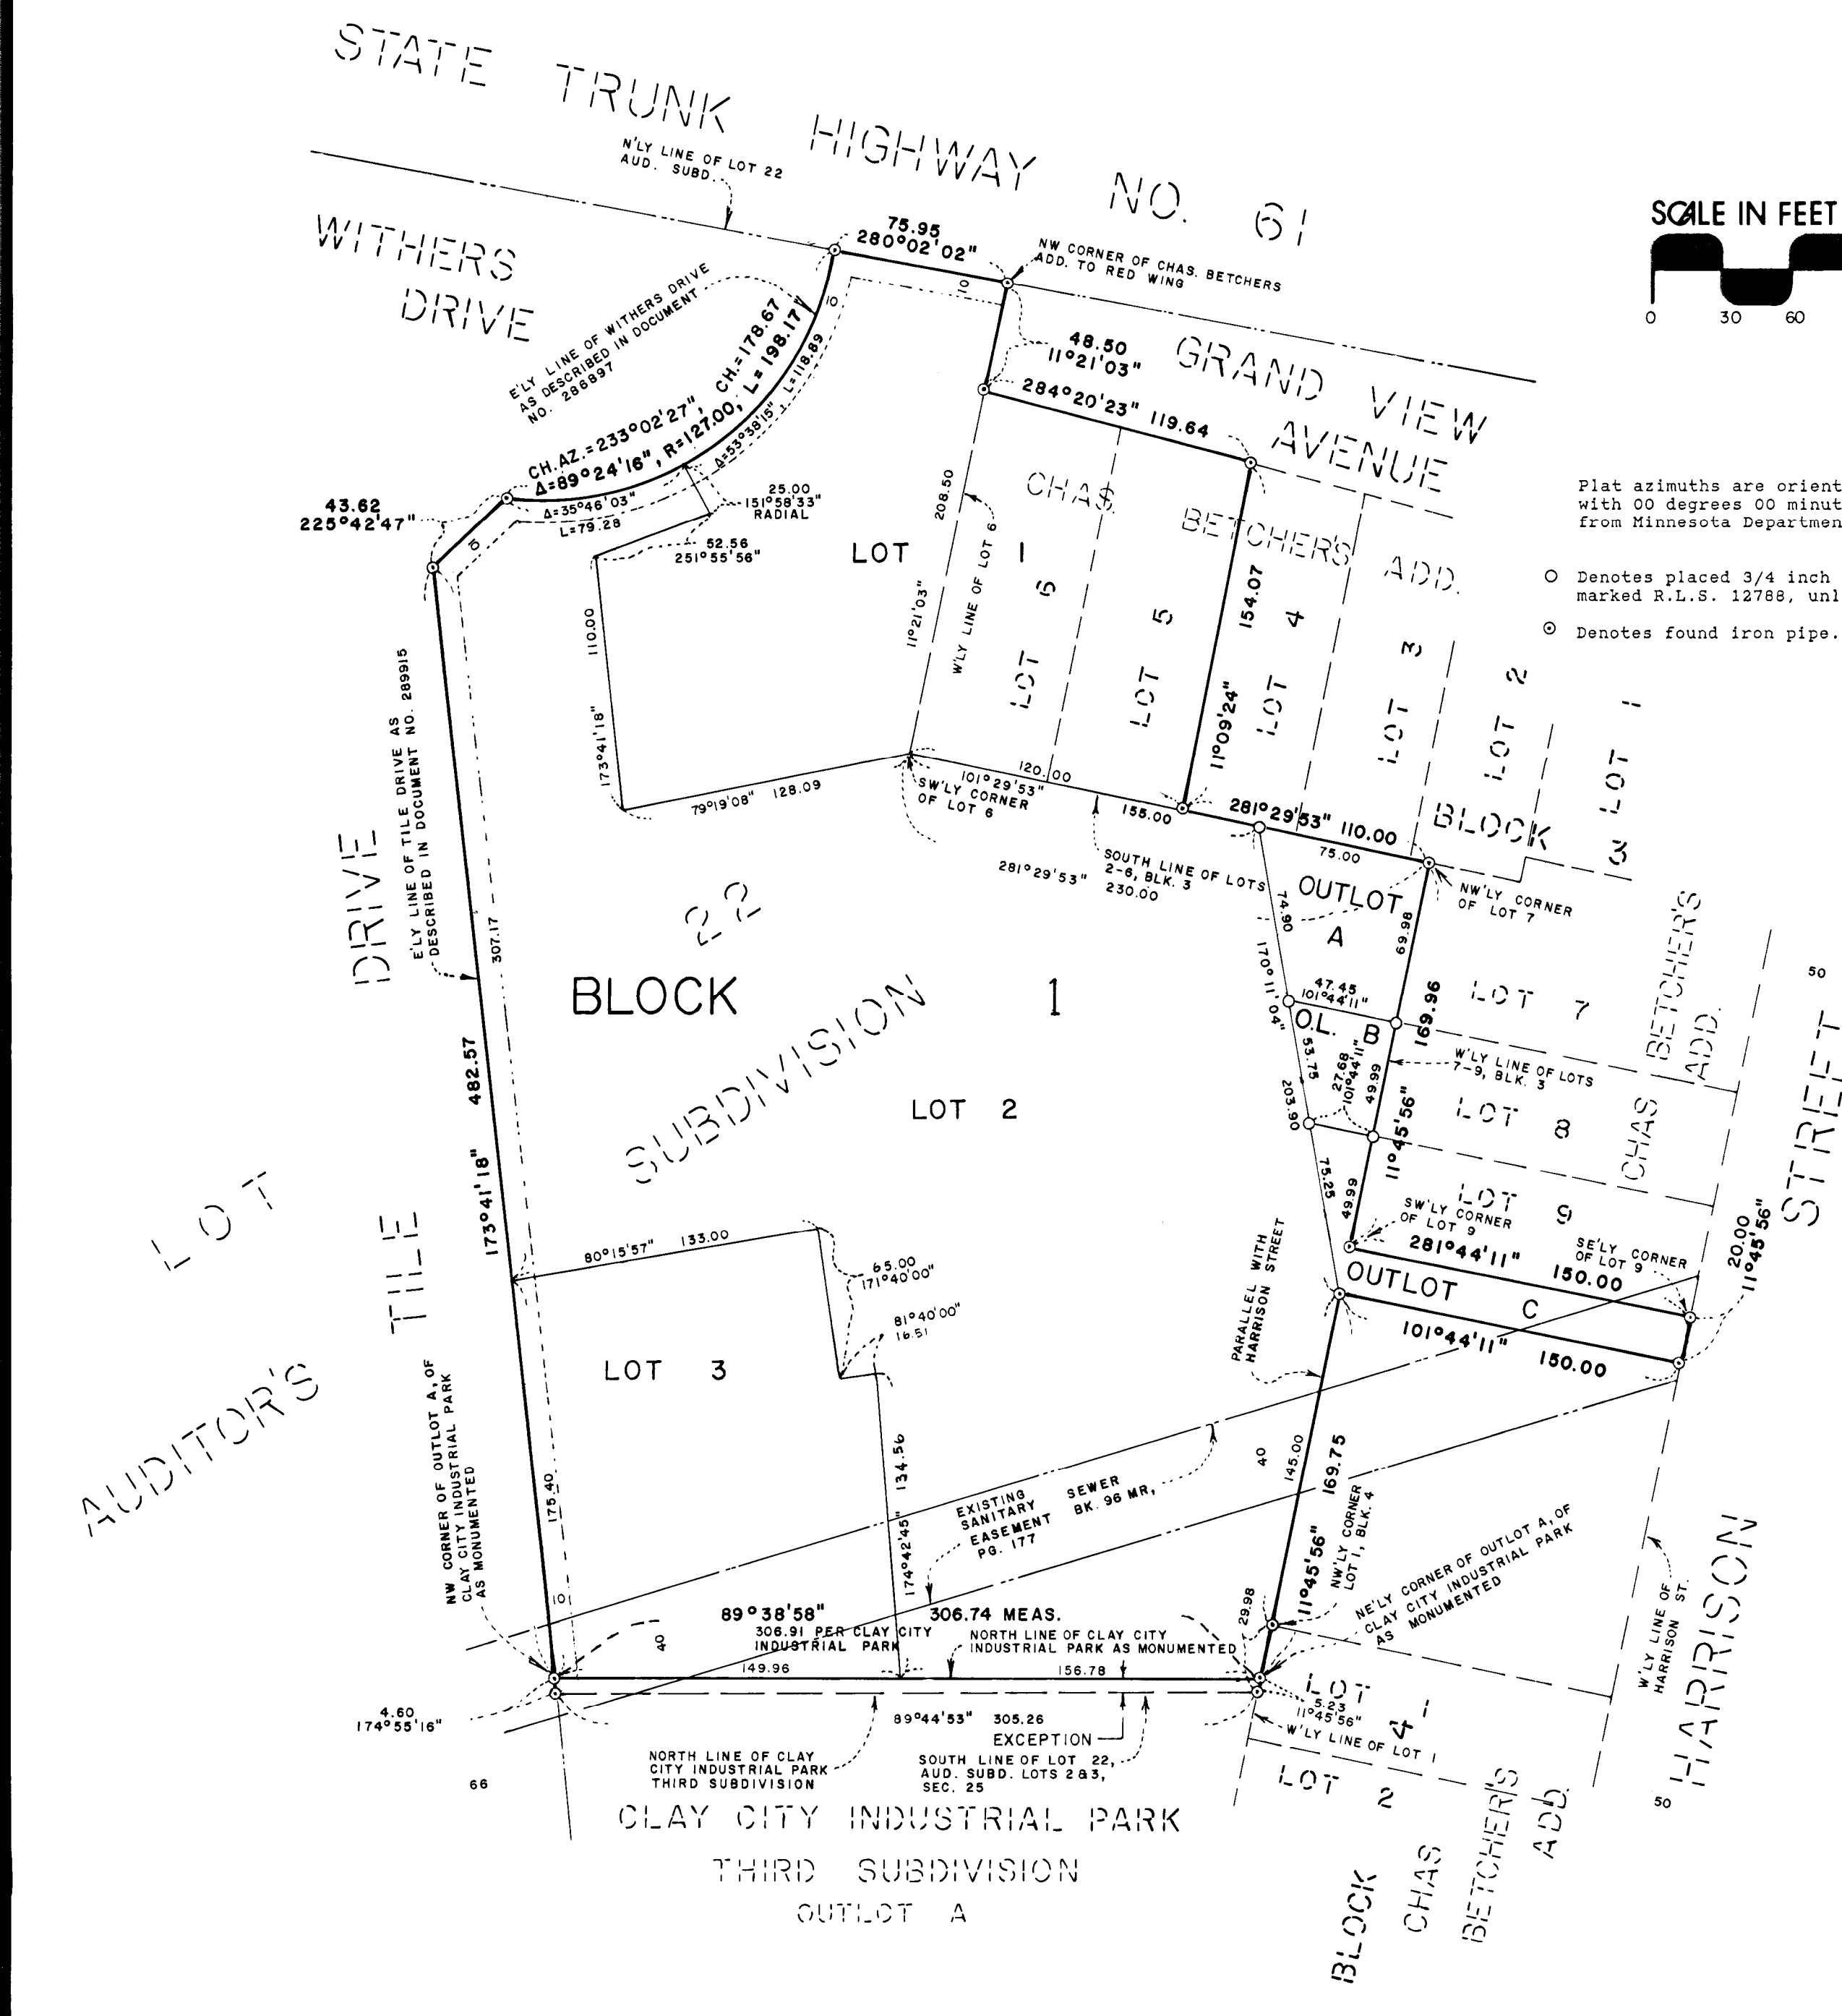 STATE TRUNK HIGHWAY NO. 61
N'LY LINE OF LOT 22
AUD. SUBD.
WITHERS
DRIVE
75.95
280°02'02"
NW CORNER OF CHAS. BETCHERS
ADD. TO RED WING
SCALE IN FEET
0 30 60
E'LY LINE OF WITHERS DRIVE
AS DESCRIBED IN DOCUMENT
NO. 286897
CH.AZ.=233°02'27", CH.=178.67
Δ=89°24'16", R=127.00, L=198.17'
10
10
L=118.89
Δ=53°38'15"
Δ=35°46'03"
L=79.28
48.50
11°21'03"
GRAND VIEW
AVENUE
284°20'23" 119.64
43.62
225°42'47"
5
25.00
151°58'33"
RADIAL
52.56
251°55'56"
LOT 1
208.50
11°21'03"
W'LY LINE OF LOT 6
CHAS. BETCHER'S ADD.
LOT 6
LOT 5
LOT 4
LOT 3
LOT 2
LOT 1
154.07
11°09'24"
Plat azimuths are orient
with 00 degrees 00 minut
from Minnesota Departmen
Denotes placed 3/4 inch
marked R.L.S. 12788, unl
Denotes found iron pipe.
110.00
173°41'18"
79°19'08" 128.09
SW'LY CORNER
OF LOT 6
120.00
101°29'53"
155.00
281°29'53" 110.00
75.00
BLOCK 3
SOUTH LINE OF LOTS
2-6, BLK. 3
281°29'53" 230.00
NW'LY CORNER
OF LOT 7
OUTLOT
A
74.90
170°11'04"
69.98
47.45
101°44'11"
O.L. B
169.96
11°45'56"
LOT 7
W'LY LINE OF LOTS
7-9, BLK. 3
53.75
27.68
101°44'11"
49.99
203.90
LOT 8
CHAS BETCHER'S
ADD.
50
STREET
75.25
49.99
LOT 9
SW'LY CORNER
OF LOT 9
SE'LY CORNER
OF LOT 9
281°44'11" 150.00
20.00
11°45'56"
OUTLOT C
101°44'11" 150.00
E'LY LINE OF TILE DRIVE AS
DESCRIBED IN DOCUMENT NO. 289915
TILE DRIVE
307.17
482.57
173°41'18"
BLOCK 1
LOT 2
AUDITOR'S SUBDIVISION
LOT 22
80°15'57" 133.00
65.00
171°40'00"
81°40'00"
16.51
LOT 3
134.56
174°42'45"
175.40
10
NW CORNER OF OUTLOT A, OF
CLAY CITY INDUSTRIAL PARK
AS MONUMENTED
PARALLEL WITH
HARRISON STREET
40
145.00
169.75
11°45'56"
NW'LY CORNER
LOT 1, BLK. 4
29.98
EXISTING
SANITARY SEWER
EASEMENT BK. 96 MR,
PG. 177
NE'LY CORNER OF OUTLOT A, OF
CLAY CITY INDUSTRIAL PARK
AS MONUMENTED
W'LY LINE OF
HARRISON ST.
HARRISON
50
40
89°38'58" 306.74 MEAS.
306.91 PER CLAY CITY
INDUSTRIAL PARK
NORTH LINE OF CLAY CITY
INDUSTRIAL PARK AS MONUMENTED
149.96 156.78
4.60
174°55'16"
66
89°44'53" 305.26
EXCEPTION
5.23
11°45'56"
LOT 1
W'LY LINE OF LOT 1
LOT 2
NORTH LINE OF CLAY
CITY INDUSTRIAL PARK
THIRD SUBDIVISION
SOUTH LINE OF LOT 22,
AUD. SUBD. LOTS 2&3,
SEC. 25
CLAY CITY INDUSTRIAL PARK
THIRD SUBDIVISION
OUTLOT A
BLOCK 4
CHAS
BETCHER'S
ADD.